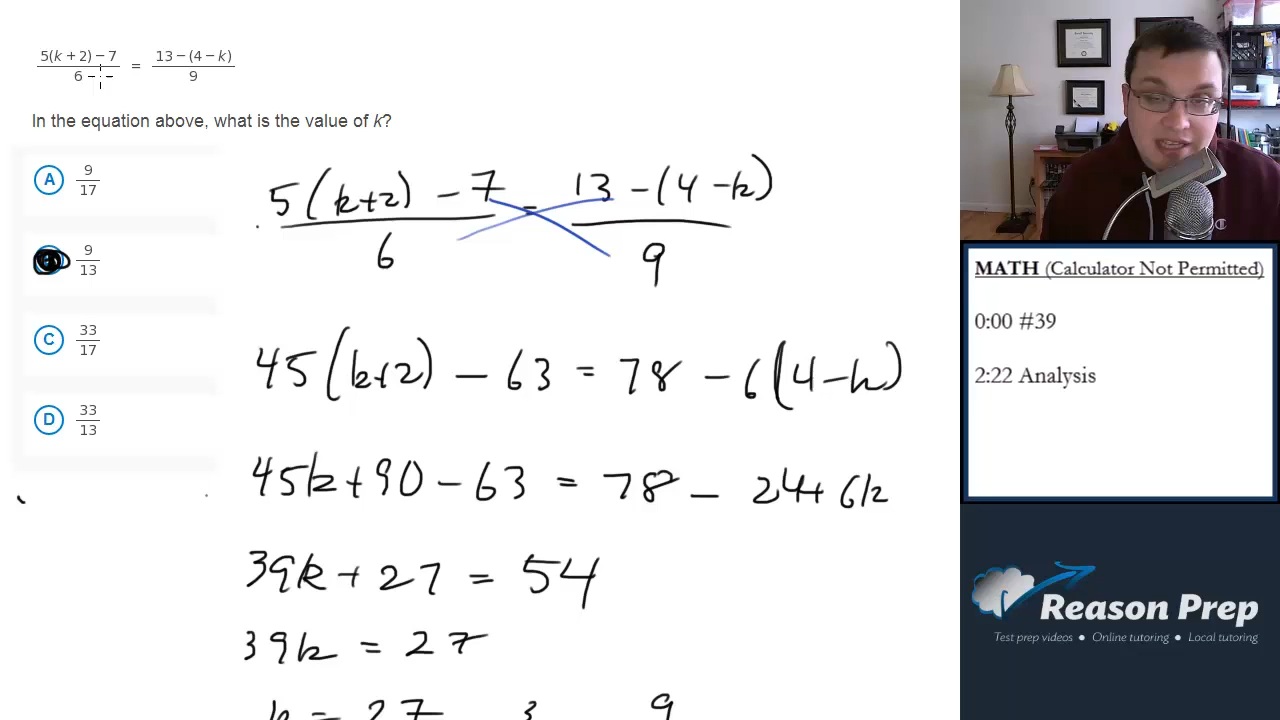 5(k + 2) – 7 / 6 = 13 – (4 – k) / 9
In the equation above, what is the value of k?
A 9/17
9/13
C 33/17
D 33/13
5(k+2) - 7 / 6 = 13 - (4 - k) / 9
45(k+2) - 63 = 78 - 6(4-k)
45k+90-63 = 78 - 24+6k
39k+27 = 54
39k = 27
k = 27 3 9
MATH (Calculator Not Permitted)
0:00 #39
2:22 Analysis
Reason Prep
Test prep videos ● Online tutoring ● Local tutoring